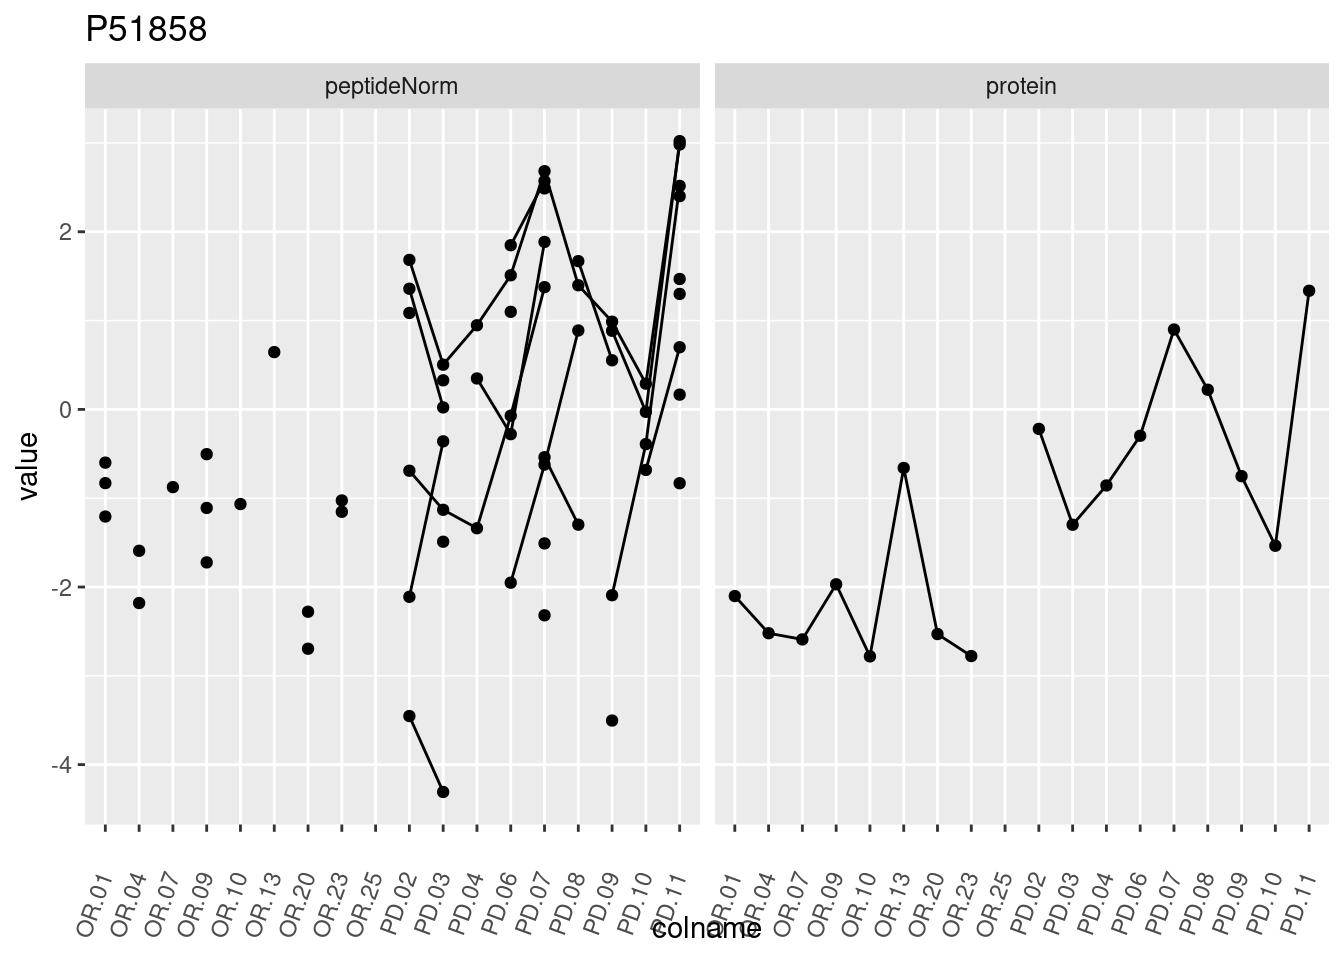 P51858
peptideNorm
protein
value
2
0
-2
-4
OR.01 OR.04 OR.07 OR.09 OR.10 OR.13 OR.20 OR.23 OR.25 PD.02 PD.03 PD.04 PD.06 PD.07 PD.08 PD.09 PD.10 PD.11
OR.01 OR.04 OR.07 OR.09 OR.10 OR.13 OR.20 OR.23 OR.25 PD.02 PD.03 PD.04 PD.06 PD.07 PD.08 PD.09 PD.10 PD.11
colname